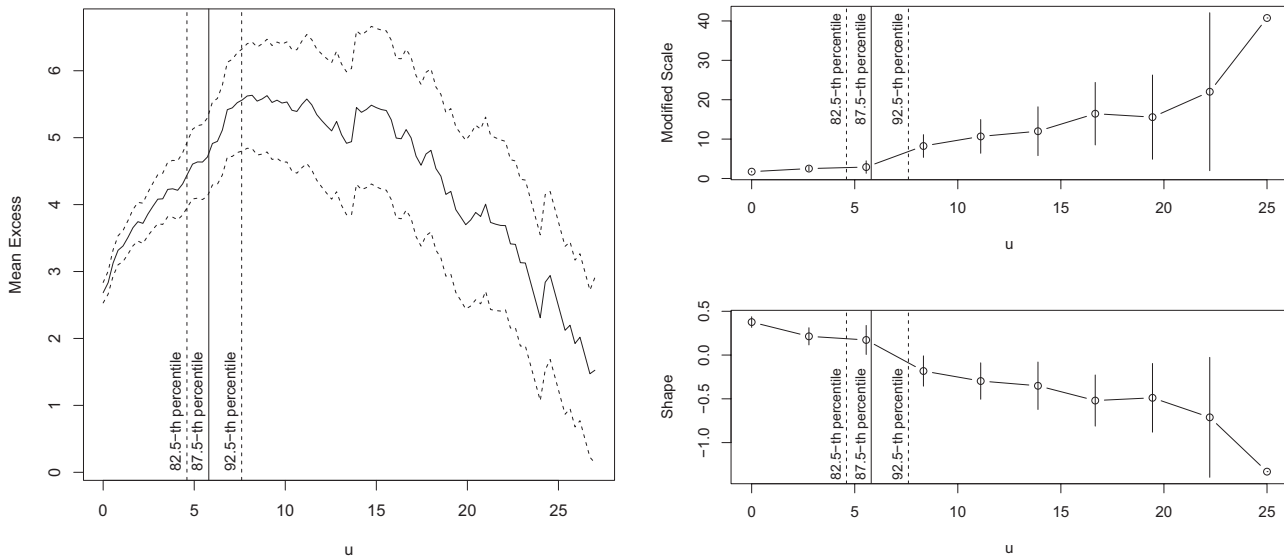 Mean Excess
6
5
4
3
2
1
0
82.5−th percentile
87.5−th percentile
92.5−th percentile
0 5 10 15 20 25
u
Modified Scale
40
30
20
10
0
82.5−th percentile
87.5−th percentile
92.5−th percentile
0 5 10 15 20 25
u
Shape
0.5
0.0
−0.5
−1.0
82.5−th percentile
87.5−th percentile
92.5−th percentile
0 5 10 15 20 25
u